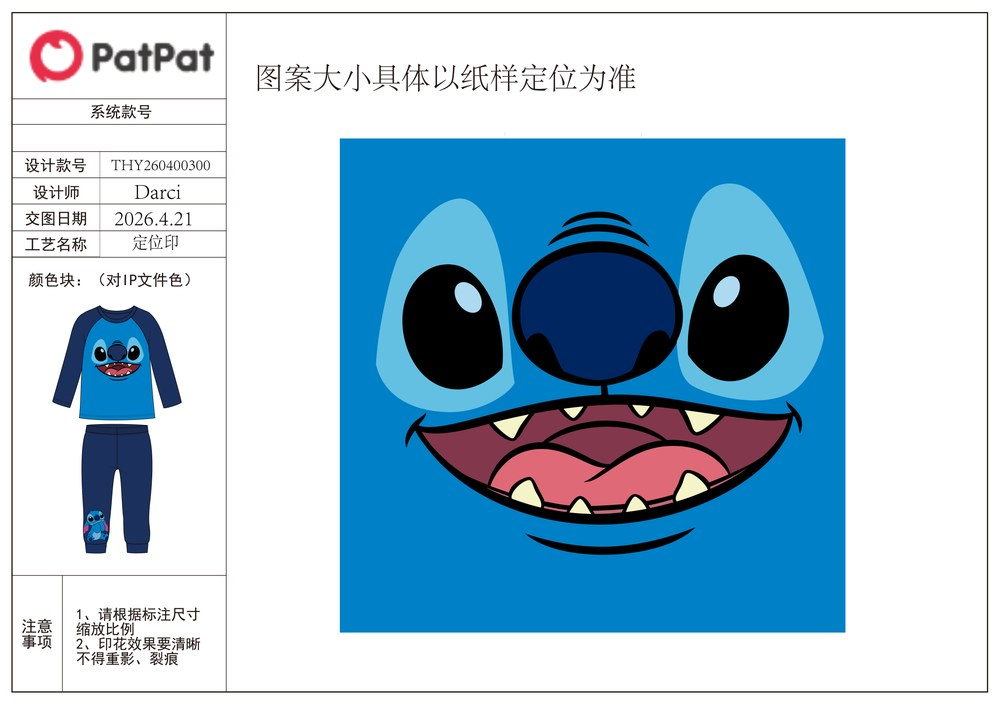 PatPat
系统款号
设计款号 THY260400300
设计师 Darci
交图日期 2026.4.21
工艺名称 定位印
颜色块：（对IP文件色）
注意事项
1、请根据标注尺寸
缩放比例
2、印花效果要清晰
不得重影、裂痕
图案大小具体以纸样定位为准